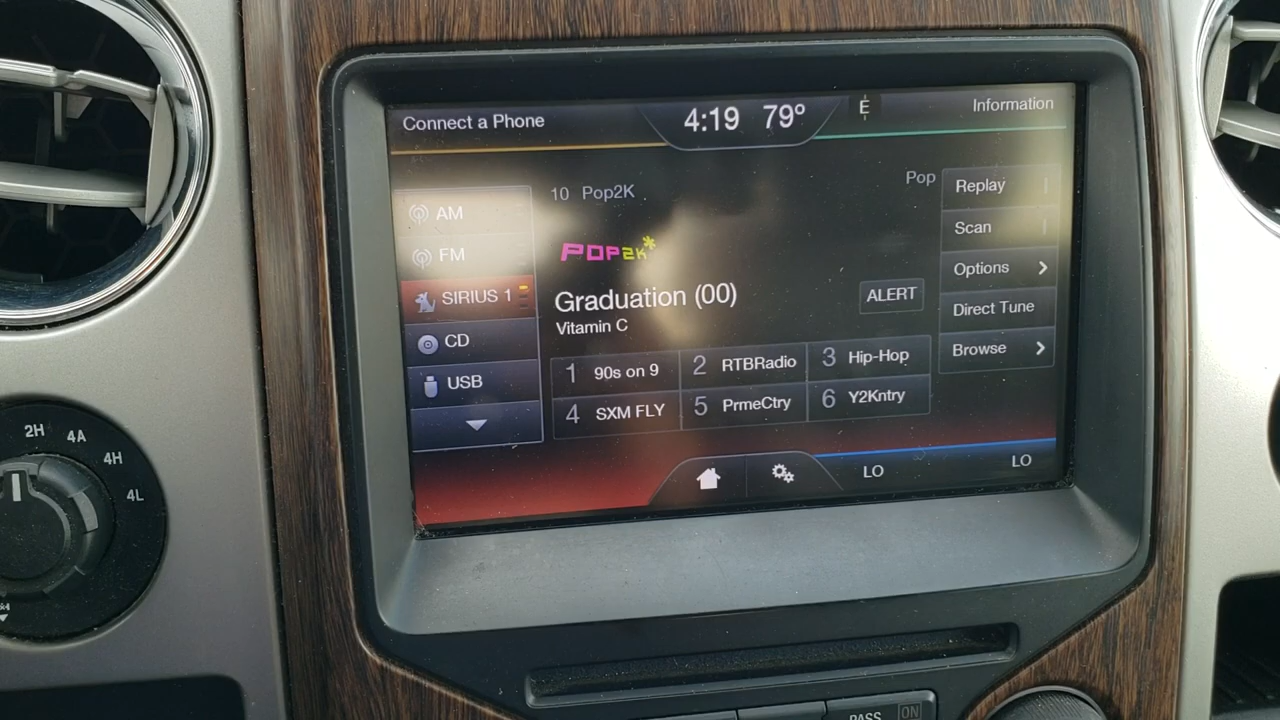 Connect a Phone
4:19 79°
E
Information
AM
FM
SIRIUS 1
CD
USB
10 Pop2K
Pop
POP2K*
Graduation (00)
Vitamin C
ALERT
1 90s on 9
2 RTBRadio
3 Hip-Hop
4 SXM FLY
5 PrmeCtry
6 Y2Kntry
Replay
Scan
Options
Direct Tune
Browse
LO
LO
2H
4A
4H
4L
PASS
ON